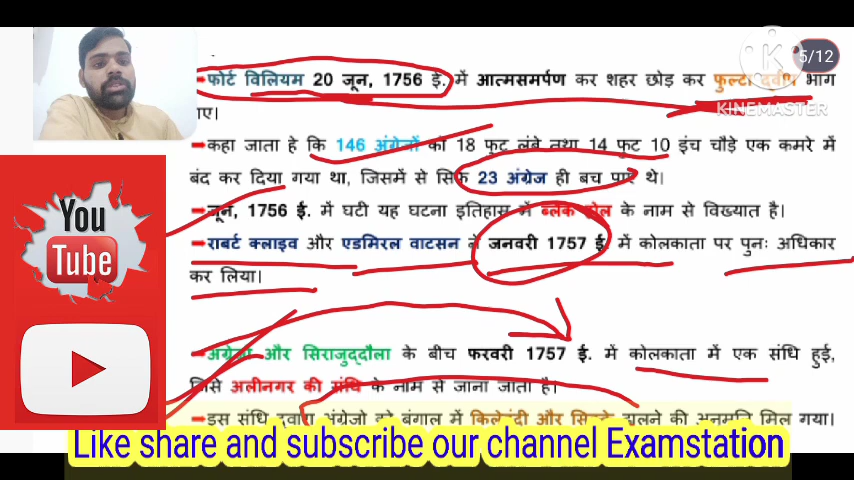 5/12
KINEMASTER
फोर्ट विलियम 20 जून, 1756 ई. में आत्मसमर्पण कर शहर छोड़ कर फुल्टा द्वीप भाग
गए।
कहा जाता हे कि 146 अंग्रेजों को 18 फुट लंबे तथा 14 फुट 10 इंच चौड़े एक कमरे में
बंद कर दिया गया था, जिसमें से सिर्फ 23 अंग्रेज ही बच पाए थे।
जून, 1756 ई. में घटी यह घटना इतिहास में ब्लैक होल के नाम से विख्यात है।
राबर्ट क्लाइव और एडमिरल वाटसन ने जनवरी 1757 ई. में कोलकाता पर पुनः अधिकार
कर लिया।
अंग्रेजों और सिराजुद्दौला के बीच फरवरी 1757 ई. में कोलकाता में एक संधि हुई,
जिसे अलीनगर की संधि के नाम से जाना जाता है।
इस संधि द्वारा अंग्रेजो को बंगाल में किलेबंदी और सिक्के ढालने की अनुमति मिल गया।
You
Tube
Like share and subscribe our channel Examstation